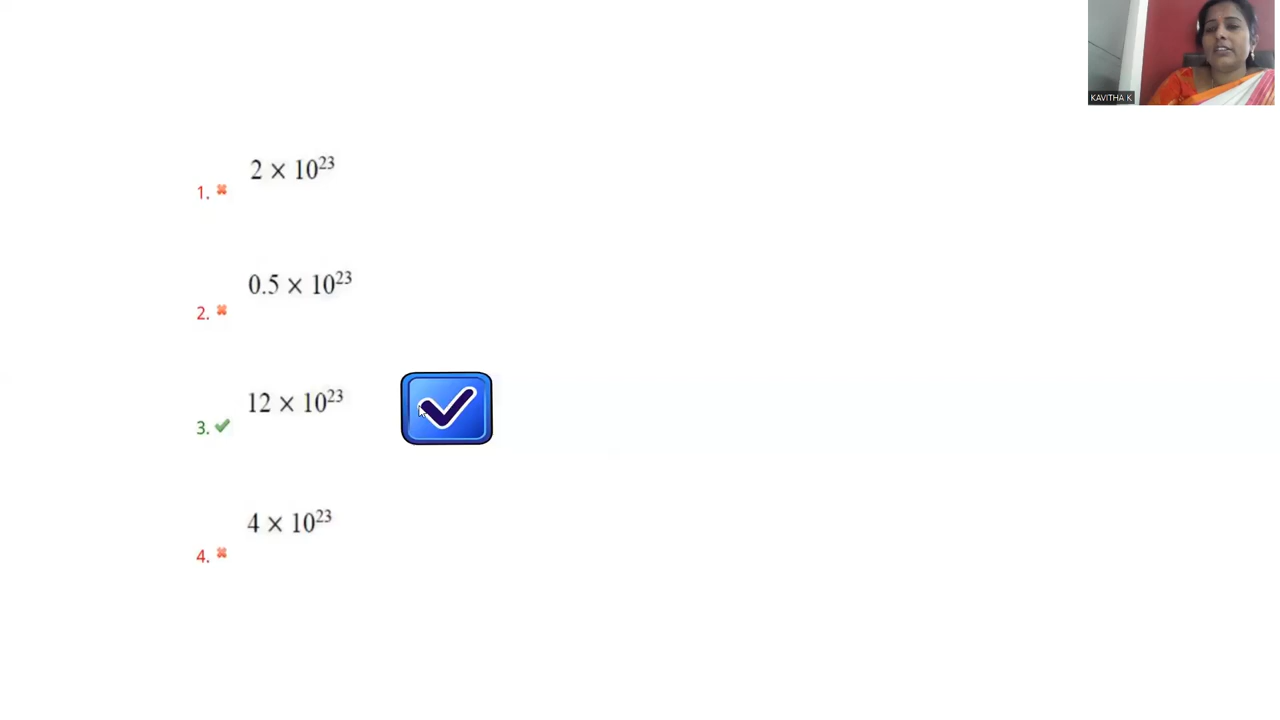 KAVITHA K
2 × 10²³
1.
0.5 × 10²³
2.
12 × 10²³
3.
4 × 10²³
4.